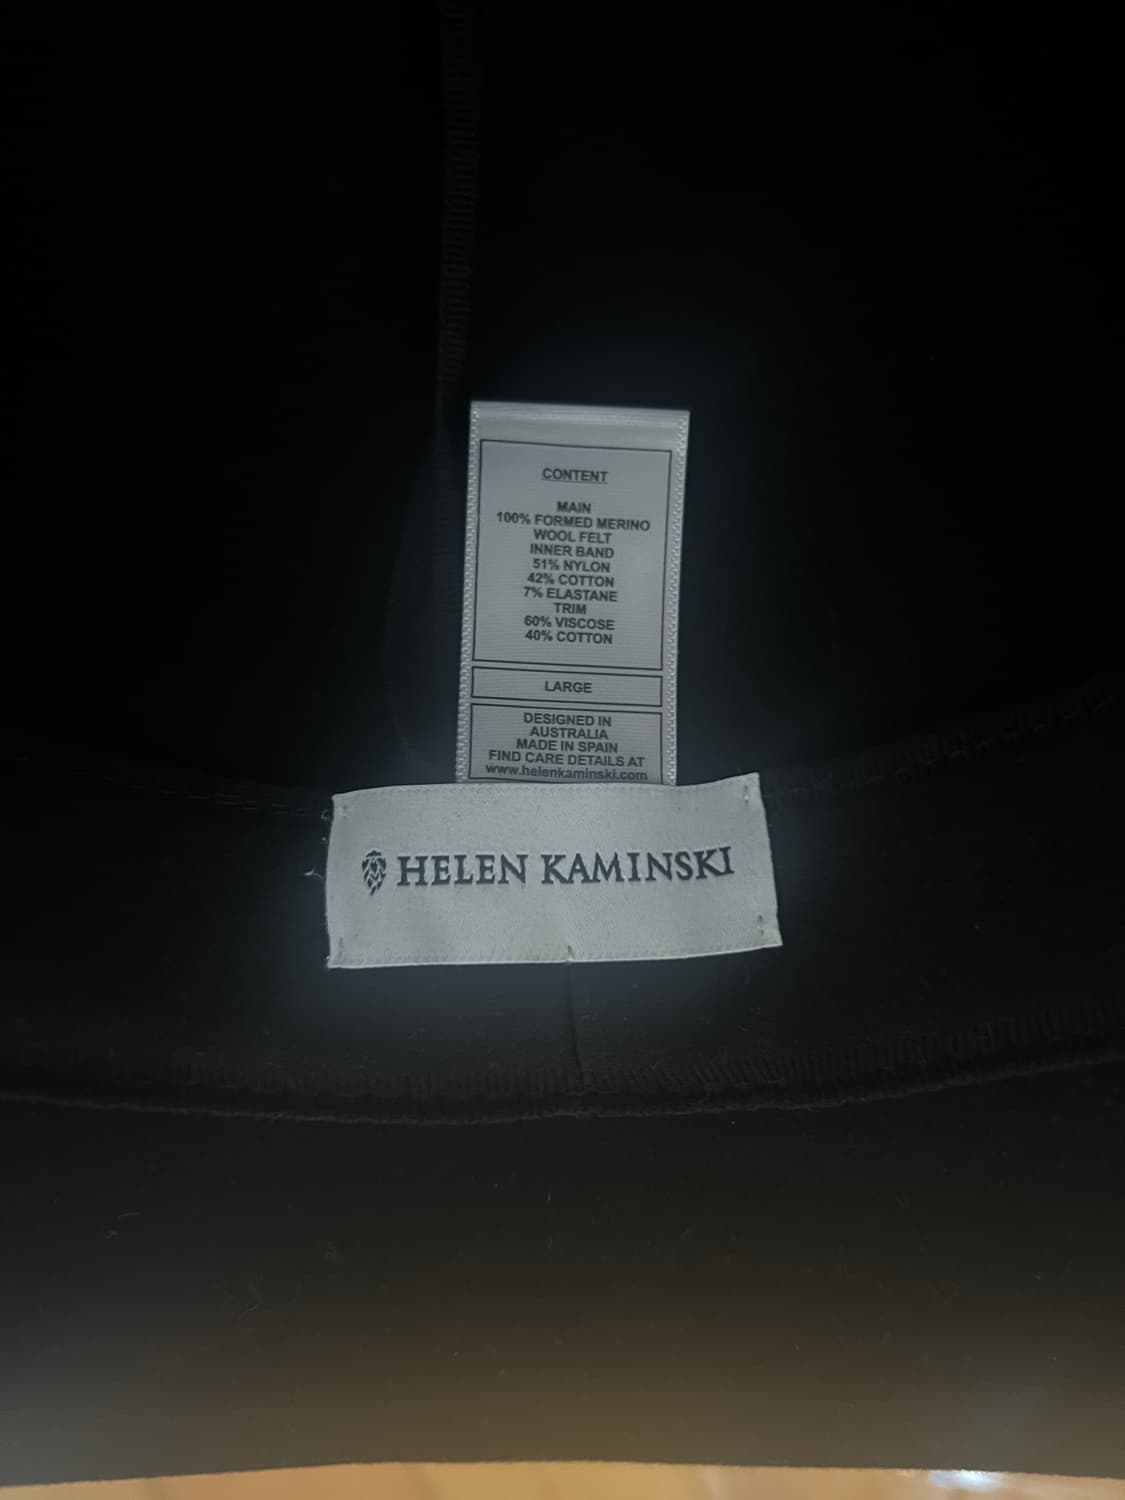 CONTENT
MAIN
100% FORMED MERINO
WOOL FELT
INNER BAND
51% NYLON
42% COTTON
7% ELASTANE
TRIM
60% VISCOSE
40% COTTON
LARGE
DESIGNED IN
AUSTRALIA
MADE IN SPAIN
FIND CARE DETAILS AT
www.helenkaminski.com
HELEN KAMINSKI